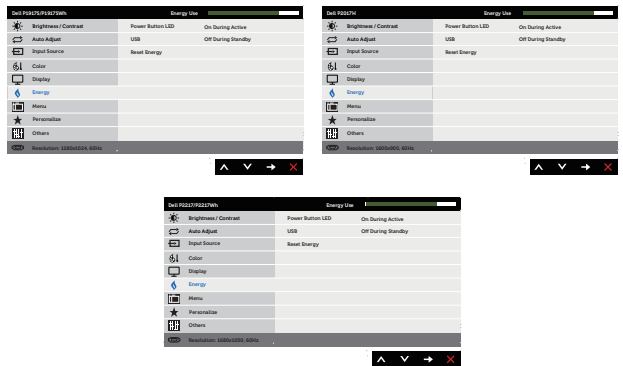 Dell P1917S/P1917SWh Energy Use
Brightness / Contrast Power Button LED On During Active
Auto Adjust USB Off During Standby
Input Source Reset Energy
Color
Display
Energy
Menu
Personalize
Others
Resolution: 1280x1024, 60Hz
Dell P2017H Energy Use
Brightness / Contrast Power Button LED On During Active
Auto Adjust USB Off During Standby
Input Source Reset Energy
Color
Display
Energy
Menu
Personalize
Others
Resolution: 1600x900, 60Hz
Dell P2217/P2217Wh Energy Use
Brightness / Contrast Power Button LED On During Active
Auto Adjust USB Off During Standby
Input Source Reset Energy
Color
Display
Energy
Menu
Personalize
Others
Resolution: 1680x1050, 60Hz